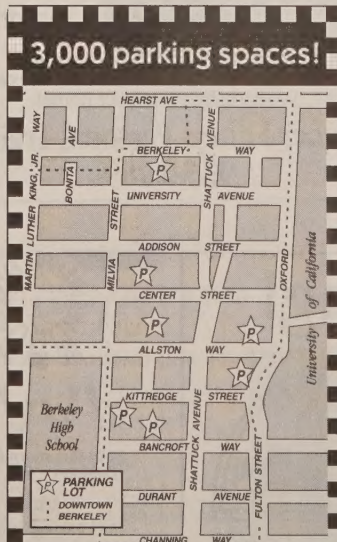 3,000 parking spaces!
HEARST AVE
WAY
AVE
MARTIN LUTHER KING, JR.
BONITA
BERKELEY WAY
SHATTUCK AVENUE
P
UNIVERSITY AVENUE
STREET
MILVIA
ADDISON STREET
OXFORD
P
CENTER STREET
University of California
P
P
ALLSTON WAY
P
KITTREDGE STREET
P
P
Berkeley
High
School
BANCROFT WAY
SHATTUCK AVENUE
FULTON STREET
P PARKING
LOT
DOWNTOWN
BERKELEY
DURANT AVENUE
CHANNING WAY